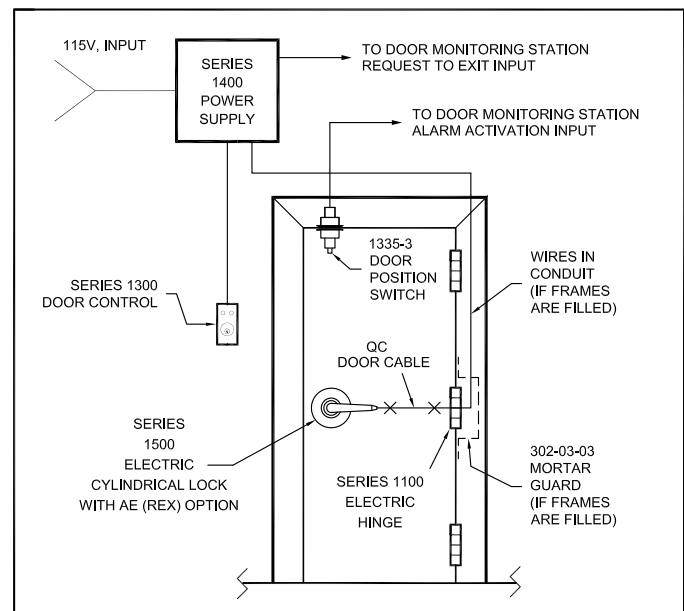 115V, INPUT
SERIES
1400
POWER
SUPPLY
TO DOOR MONITORING STATION
REQUEST TO EXIT INPUT
TO DOOR MONITORING STATION
ALARM ACTIVATION INPUT
1335-3
DOOR
POSITION
SWITCH
WIRES IN
CONDUIT
(IF FRAMES
ARE FILLED)
SERIES 1300
DOOR CONTROL
QC
DOOR CABLE
SERIES
1500
ELECTRIC
CYLINDRICAL LOCK
WITH AE (REX) OPTION
SERIES 1100
ELECTRIC
HINGE
302-03-03
MORTAR
GUARD
(IF FRAMES
ARE FILLED)